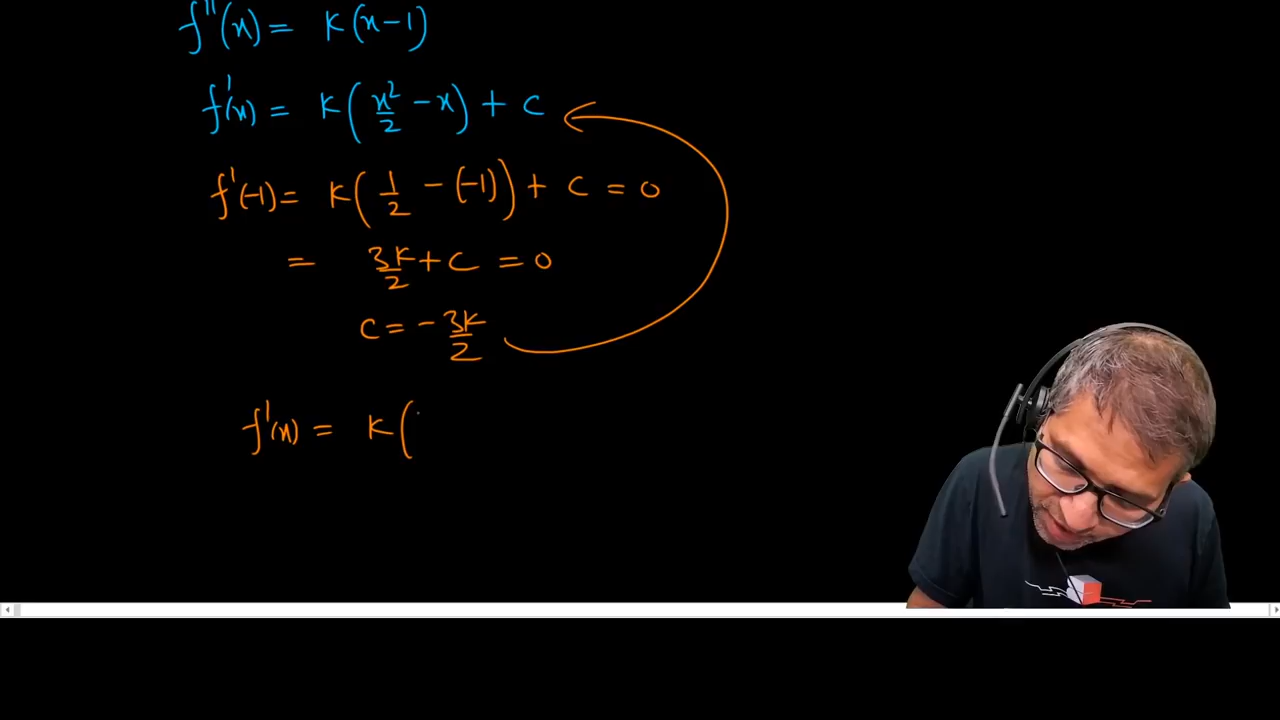 f''(x) = K(x-1)
f'(x) = K(x²/2 - x) + C
f'(-1) = K(1/2 - (-1)) + C = 0
= 3K/2 + C = 0
C = - 3K/2
f'(x) = K(